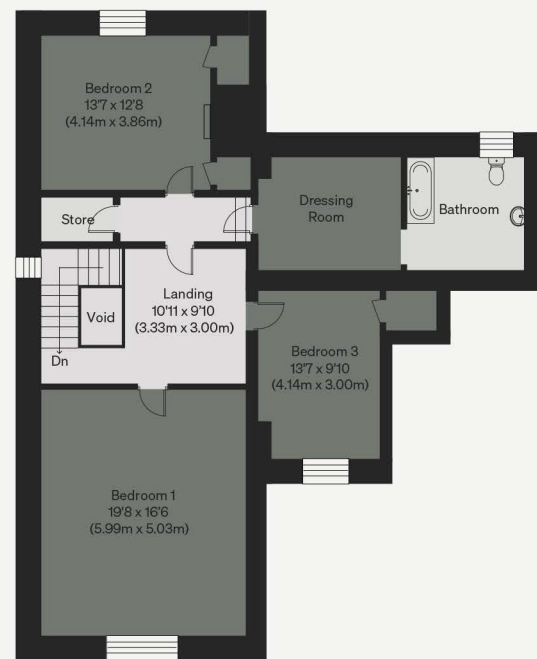 Bedroom 2
13'7 x 12'8
(4.14m x 3.86m)
Store
Dressing
Room
Bathroom
Landing
10'11 x 9'10
(3.33m x 3.00m)
Void
Dn
Bedroom 3
13'7 x 9'10
(4.14m x 3.00m)
Bedroom 1
19'8 x 16'6
(5.99m x 5.03m)